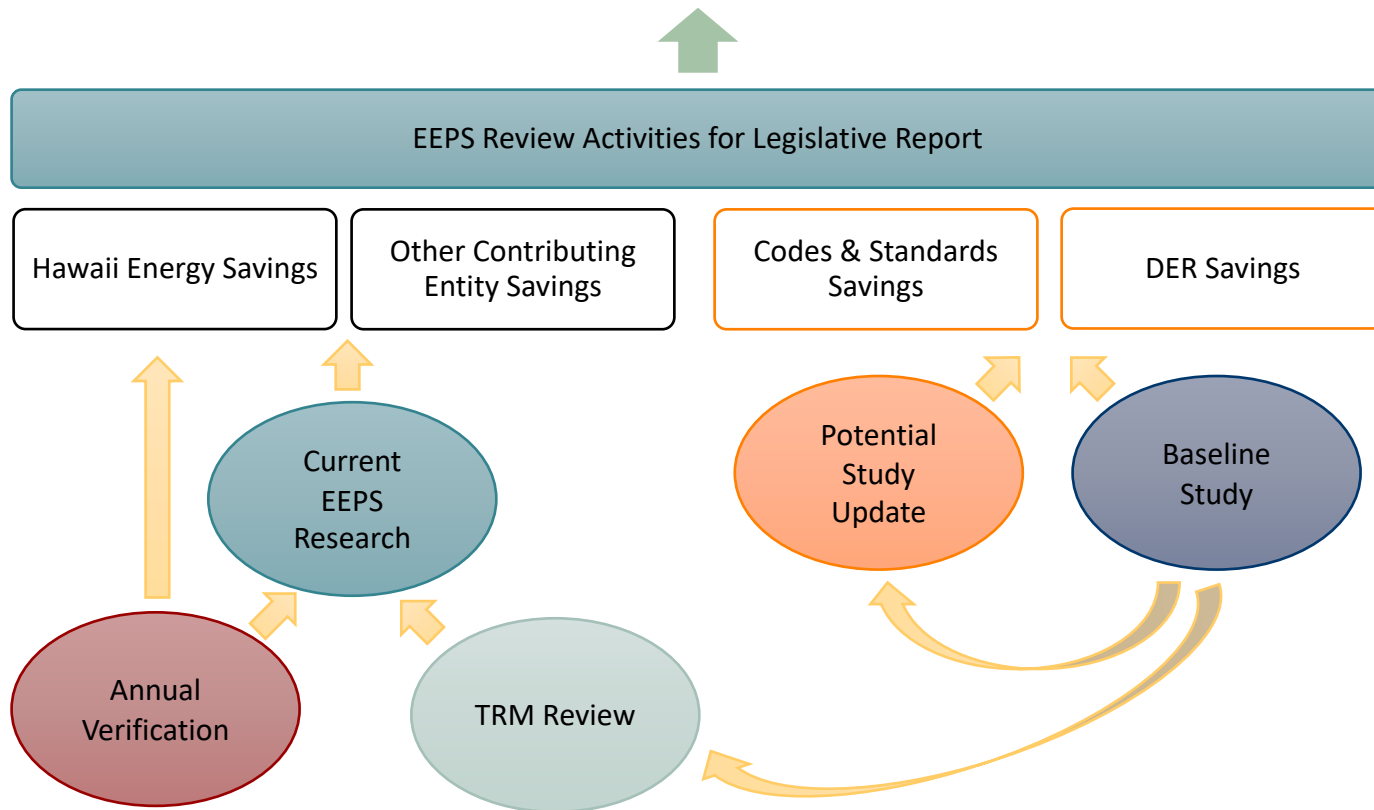 EEPS Review Activities for Legislative Report
Hawaii Energy Savings
Other Contributing
Entity Savings
Codes & Standards
Savings
DER Savings
Current
EEPS
Research
Potential
Study
Update
Baseline
Study
Annual
Verification
TRM Review